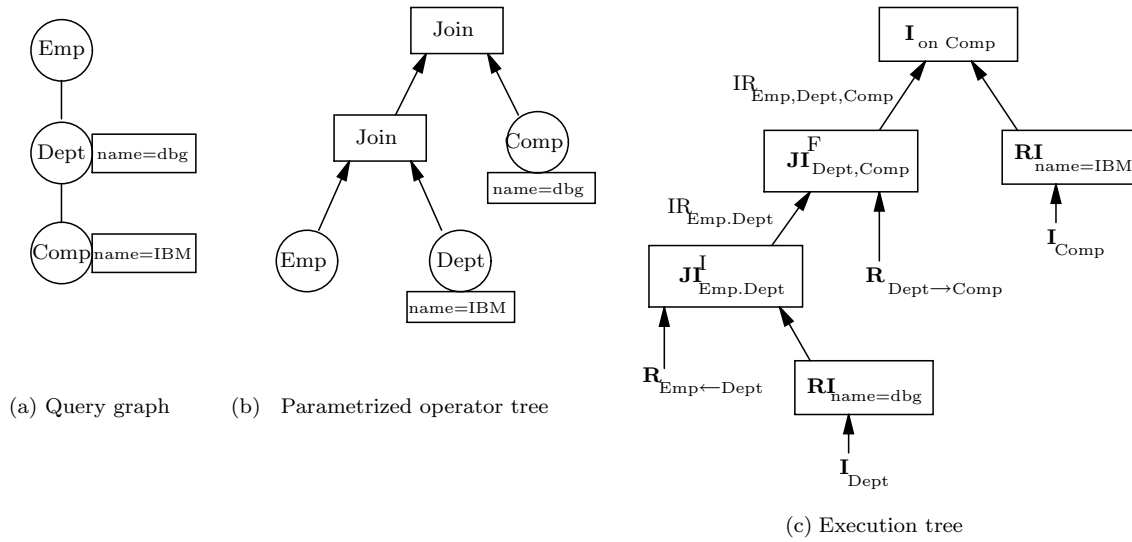 Emp
Dept
name=dbg
Comp
name=IBM
(a) Query graph
Join
Join
Comp
name=dbg
Emp
Dept
name=IBM
(b) Parametrized operator tree
I on Comp
IR Emp,Dept,Comp
JI F Dept,Comp
RI name=IBM
I Comp
IR Emp.Dept
JI I Emp.Dept
R Dept→Comp
R Emp←Dept
RI name=dbg
I Dept
(c) Execution tree